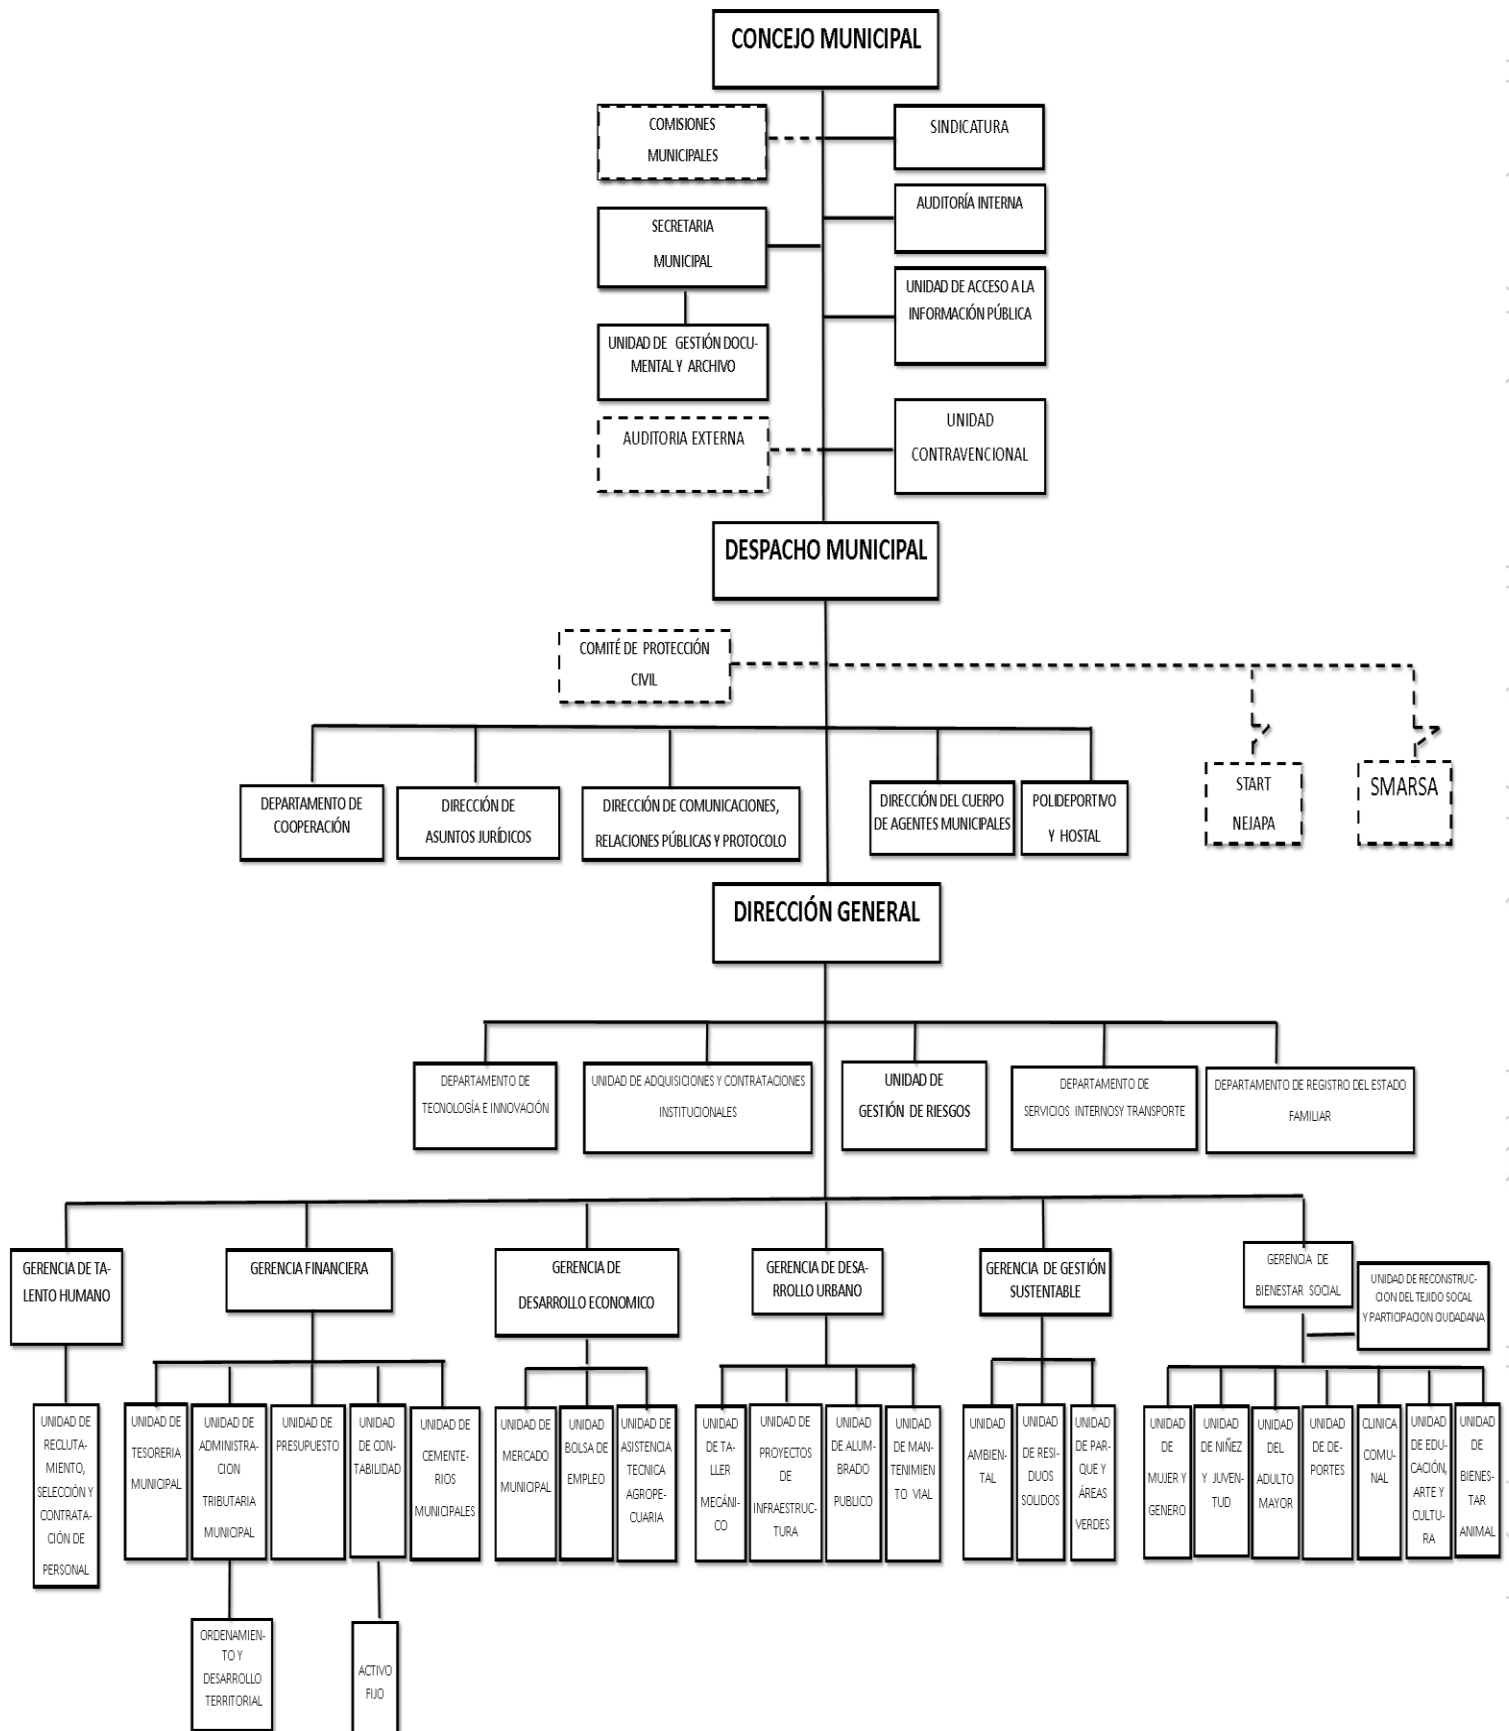 CONCEJO MUNICIPAL
COMISIONES
MUNICIPALES
SINDICATURA
AUDITORÍA INTERNA
SECRETARIA
MUNICIPAL
UNIDAD DE ACCESO A LA
INFORMACIÓN PÚBLICA
UNIDAD DE GESTIÓN DOCU-
MENTAL Y ARCHIVO
AUDITORIA EXTERNA
UNIDAD
CONTRAVENCIONAL
DESPACHO MUNICIPAL
COMITÉ DE PROTECCIÓN
CIVIL
DEPARTAMENTO DE
COOPERACIÓN
DIRECCIÓN DE
ASUNTOS JURÍDICOS
DIRECCIÓN DE COMUNICACIONES,
RELACIONES PÚBLICAS Y PROTOCOLO
DIRECCIÓN DEL CUERPO
DE AGENTES MUNICIPALES
POLIDEPORTIVO
Y HOSTAL
START
NEJAPA
SMARSA
DIRECCIÓN GENERAL
DEPARTAMENTO DE
TECNOLOGÍA E INNOVACIÓN
UNIDAD DE ADQUISICIONES Y CONTRATACIONES
INSTITUCIONALES
UNIDAD DE
GESTIÓN DE RIESGOS
DEPARTAMENTO DE
SERVICIOS INTERNOSY TRANSPORTE
DEPARTAMENTO DE REGISTRO DEL ESTADO
FAMILIAR
GERENCIA DE TA-
LENTO HUMANO
GERENCIA FINANCIERA
GERENCIA DE
DESARROLLO ECONOMICO
GERENCIA DE DESA-
RROLLO URBANO
GERENCIA DE GESTIÓN
SUSTENTABLE
GERENCIA DE
BIENESTAR SOCIAL
UNIDAD DE RECONSTRUC-
CION DEL TEJIDO SOCAL
Y PARTICIPACION CIUDADANA
UNIDAD DE
RECLUTA-
MIENTO,
SELECCIÓN Y
CONTRATA-
CIÓN DE
PERSONAL
UNIDAD DE
TESORERIA
MUNICIPAL
UNIDAD DE
ADMINISTRA-
CION
TRIBUTARIA
MUNICIPAL
UNIDAD DE
PRESUPUESTO
UNIDAD
DE CON-
TABILIDAD
UNIDAD DE
CEMENTE-
RIOS
MUNICIPALES
UNIDAD DE
MERCADO
MUNICIPAL
UNIDAD
BOLSA DE
EMPLEO
UNIDAD DE
ASISTENCIA
TECNICA
AGROPE-
CUARIA
UNIDAD
DE TA-
LLER
MECÁNI-
CO
UNIDAD DE
PROYECTOS
DE
INFRAESTRUC-
TURA
UNIDAD
DE ALUM-
BRADO
PUBLICO
UNIDAD
DE MAN-
TENIMIEN
TO VIAL
UNIDAD
AMBIEN-
TAL
UNIDAD
DE RESI-
DUOS
SOLIDOS
UNIDAD
DE PAR-
QUE Y
ÁREAS
VERDES
UNIDAD
DE
MUJER Y
GENERO
UNIDAD
DE NIÑEZ
Y JUVEN-
TUD
UNIDAD
DEL
ADULTO
MAYOR
UNIDAD
DE DE-
PORTES
CLINICA
COMU-
NAL
UNIDAD
DE EDU-
CACIÓN,
ARTE Y
CULTU-
RA
UNIDAD
DE
BIENES-
TAR
ANIMAL
ORDENAMIEN-
TO Y
DESARROLLO
TERRITORIAL
ACTIVO
FIJO